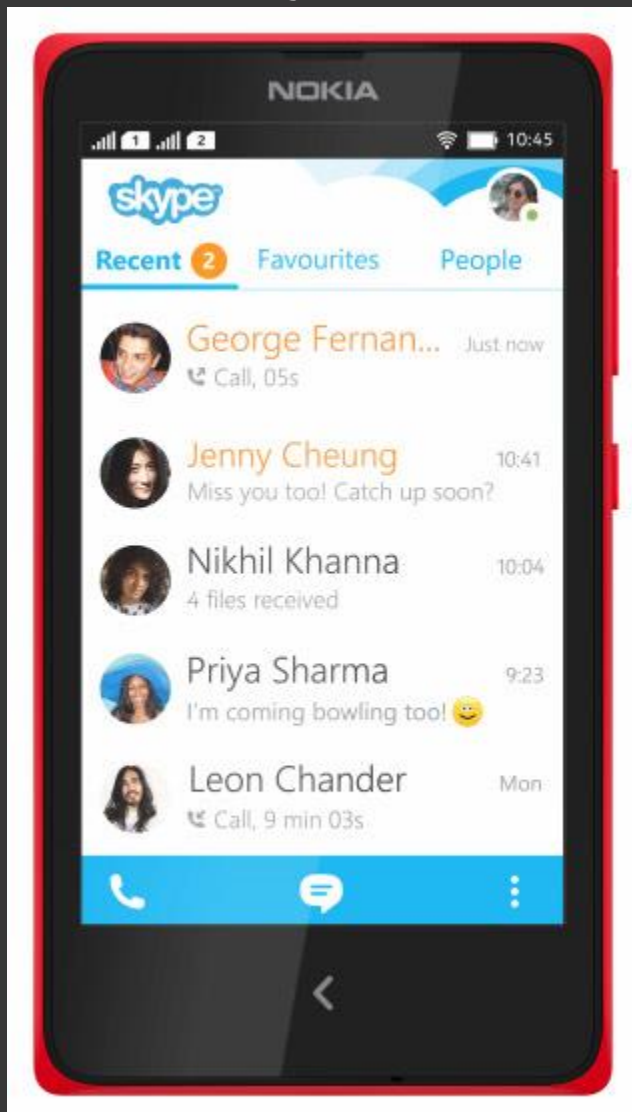 NOKIA
1 2 10:45
skype
Recent 2 Favourites People
George Fernan... Just now
Call, 05s
Jenny Cheung 10:41
Miss you too! Catch up soon?
Nikhil Khanna 10:04
4 files received
Priya Sharma 9:23
I'm coming bowling too!
Leon Chander Mon
Call, 9 min 03s